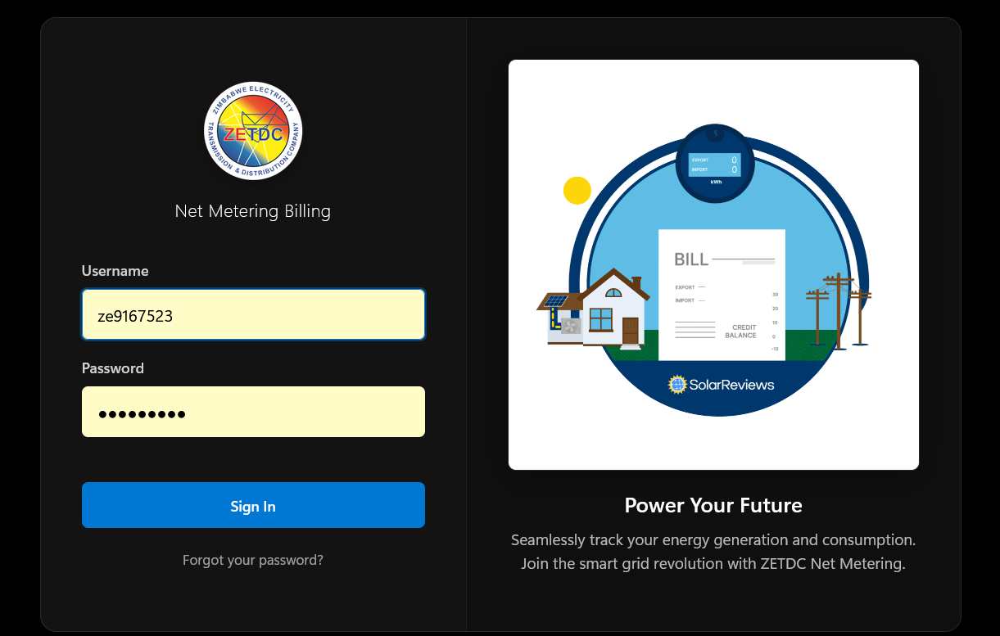 ZIMBABWE ELECTRICITY
TRANSMISSION & DISTRIBUTION COMPANY
ZETDC
Net Metering Billing
Username
ze9167523
Password
●●●●●●●●●
Sign In
Forgot your password?
EXPORT 0
IMPORT 0
kWh
BILL
EXPORT
IMPORT
30
20
10
0
-10
CREDIT
BALANCE
SolarReviews
Power Your Future
Seamlessly track your energy generation and consumption.
Join the smart grid revolution with ZETDC Net Metering.